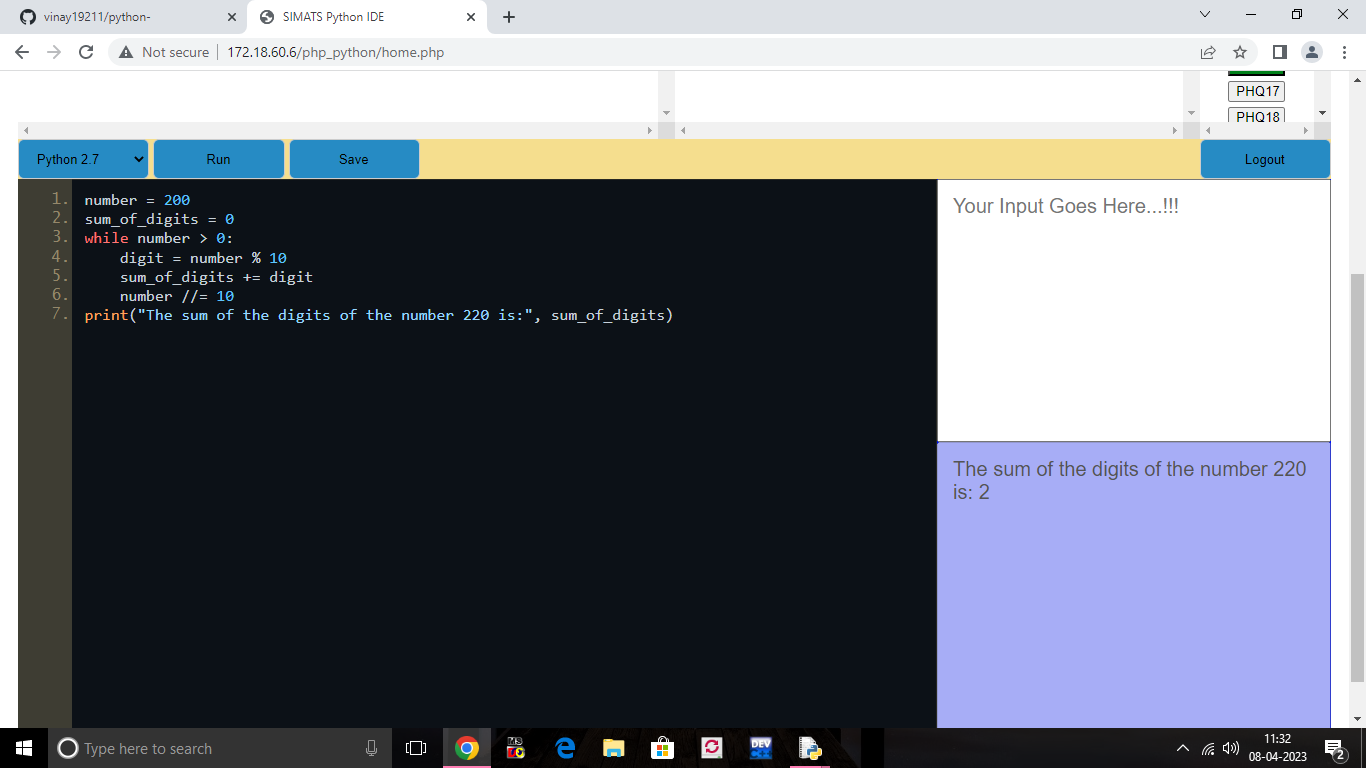 vinay19211/python-
SIMATS Python IDE
Not secure
172.18.60.6/php_python/home.php
PHQ17
PHQ18
Python 2.7
Run
Save
Logout
1. number = 200
2. sum_of_digits = 0
3. while number > 0:
4.     digit = number % 10
5.     sum_of_digits += digit
6.     number //= 10
7. print("The sum of the digits of the number 220 is:", sum_of_digits)
Your Input Goes Here...!!!
The sum of the digits of the number 220
is: 2
Type here to search
MS
DEV
11:32
08-04-2023
2